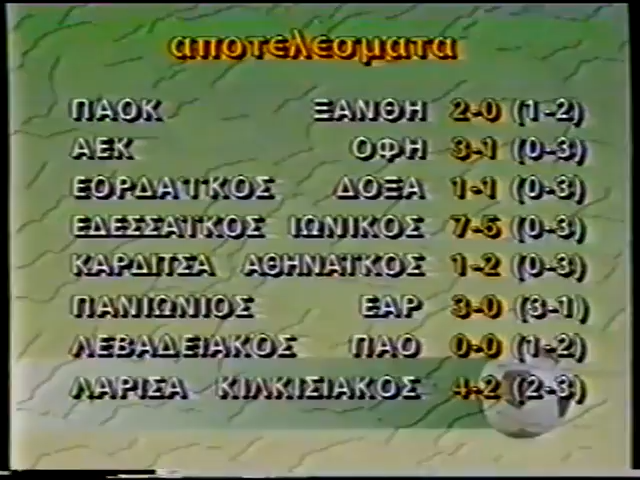 αποτελέσματα
ΠΑΟΚ ΞΑΝΘΗ 2-0 (1-2)
ΑΕΚ ΟΦΗ 3-1 (0-3)
ΕΟΡΔΑΪΚΟΣ ΔΟΞΑ 1-1 (0-3)
ΕΔΕΣΣΑΪΚΟΣ ΙΩΝΙΚΟΣ 7-5 (0-3)
ΚΑΡΔΙΤΣΑ ΑΘΗΝΑΪΚΟΣ 1-2 (0-3)
ΠΑΝΙΩΝΙΟΣ ΕΑΡ 3-0 (3-1)
ΛΕΒΑΔΕΙΑΚΟΣ ΠΑΟ 0-0 (1-2)
ΛΑΡΙΣΑ ΚΙΛΚΙΣΙΑΚΟΣ 4-2 (2-3)